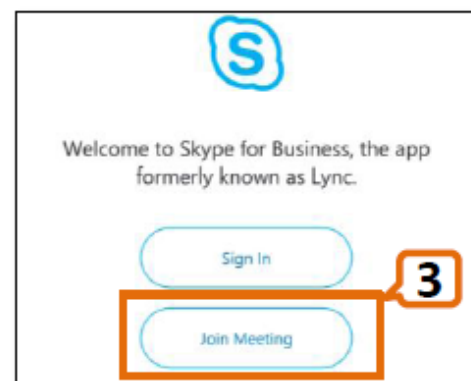 S
Welcome to Skype for Business, the app
formerly known as Lync.
Sign In
3
Join Meeting